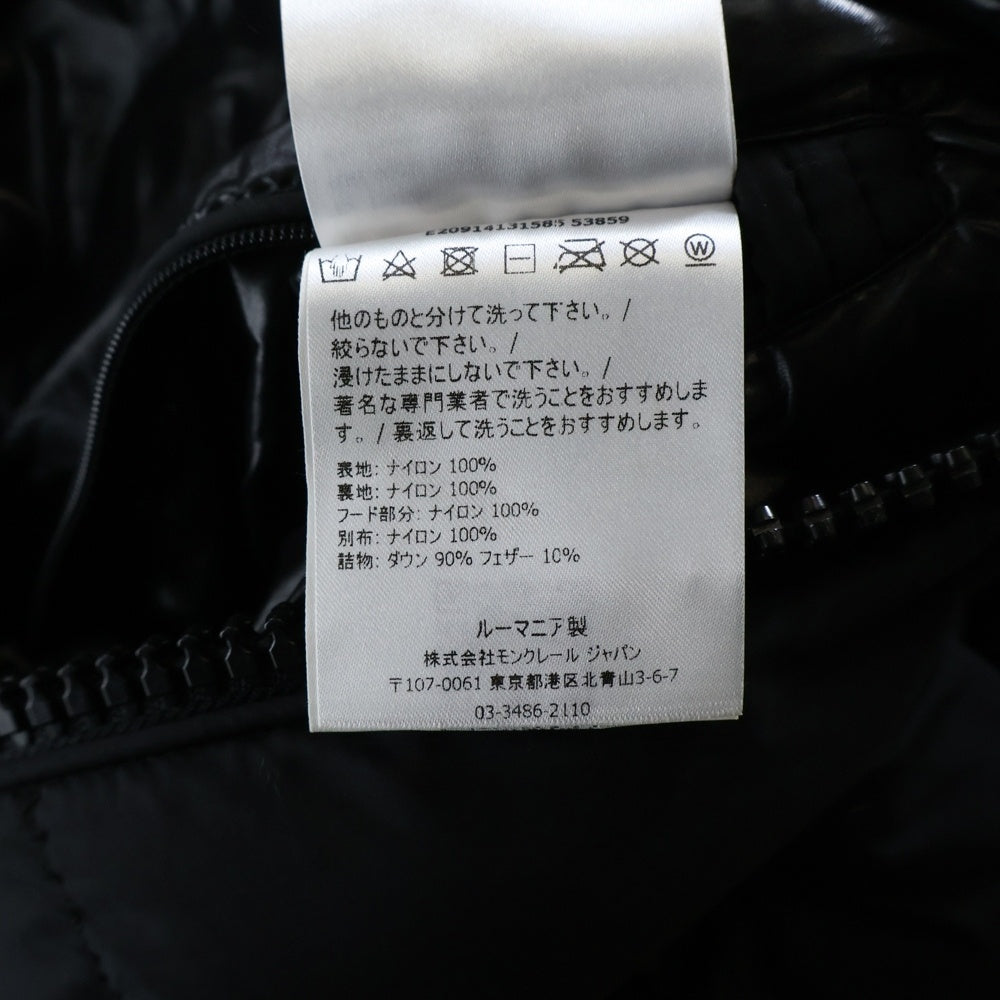 E20914131585 53859
W
他のものと分けて洗って下さい。/
絞らないで下さい。/
浸けたままにしないで下さい。/
著名な専門業者で洗うことをおすすめしま
す。/ 裏返して洗うことをおすすめします。
表地: ナイロン 100%
裏地: ナイロン 100%
フード部分: ナイロン 100%
別布: ナイロン 100%
詰物: ダウン 90% フェザー 10%
ルーマニア製
株式会社モンクレール ジャパン
〒107-0061 東京都港区北青山3-6-7
03-3486-2110